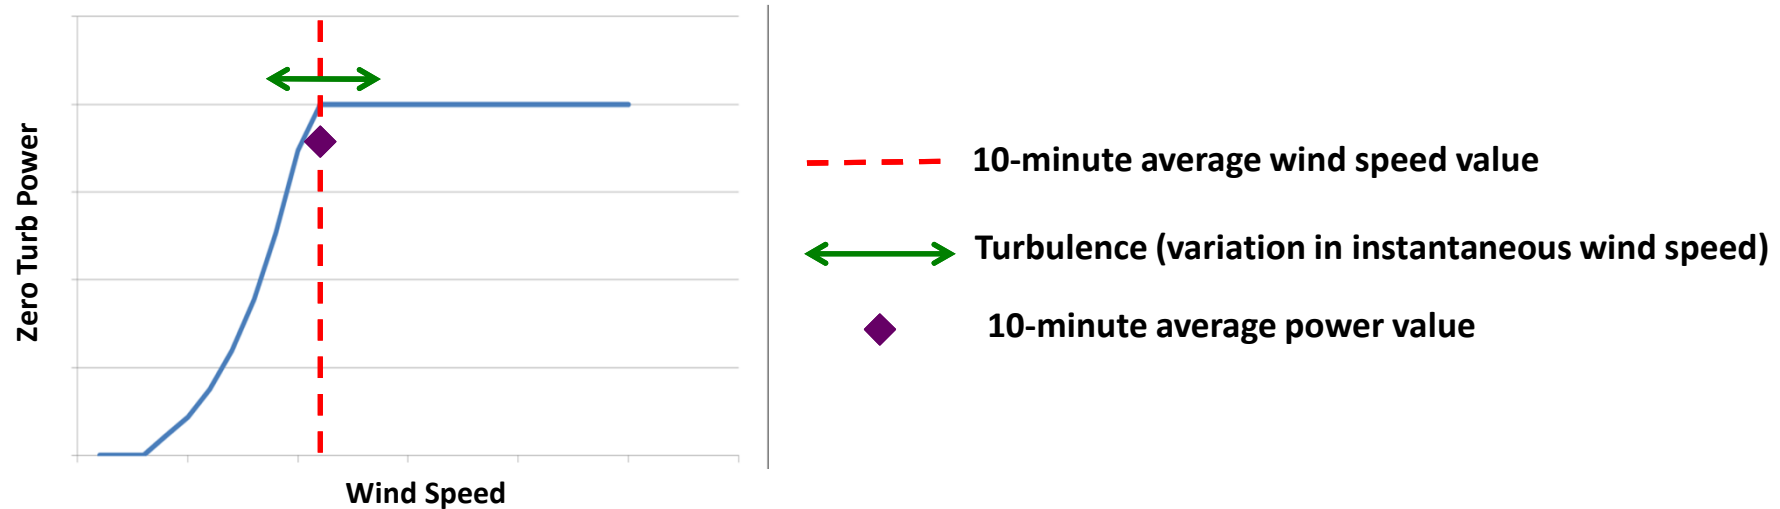 Zero Turb Power
Wind Speed
10-minute average wind speed value
Turbulence (variation in instantaneous wind speed)
10-minute average power value